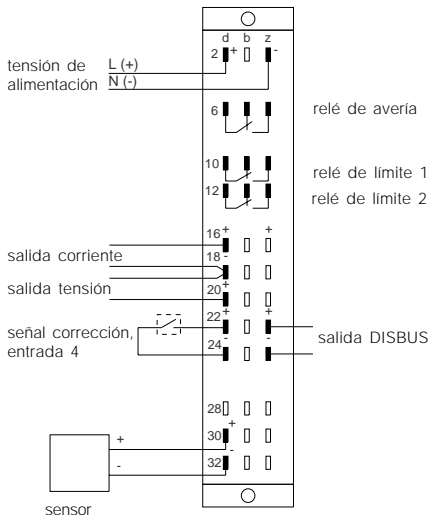 d b z
2 + -
tensión de alimentación
L (+)
N (-)
6
relé de avería
10
relé de límite 1
12
relé de límite 2
16 + +
salida corriente
18 -
salida tensión
20 +
22 + +
señal corrección, entrada 4
24 - -
salida DISBUS
28
30 +
+
32 -
-
sensor